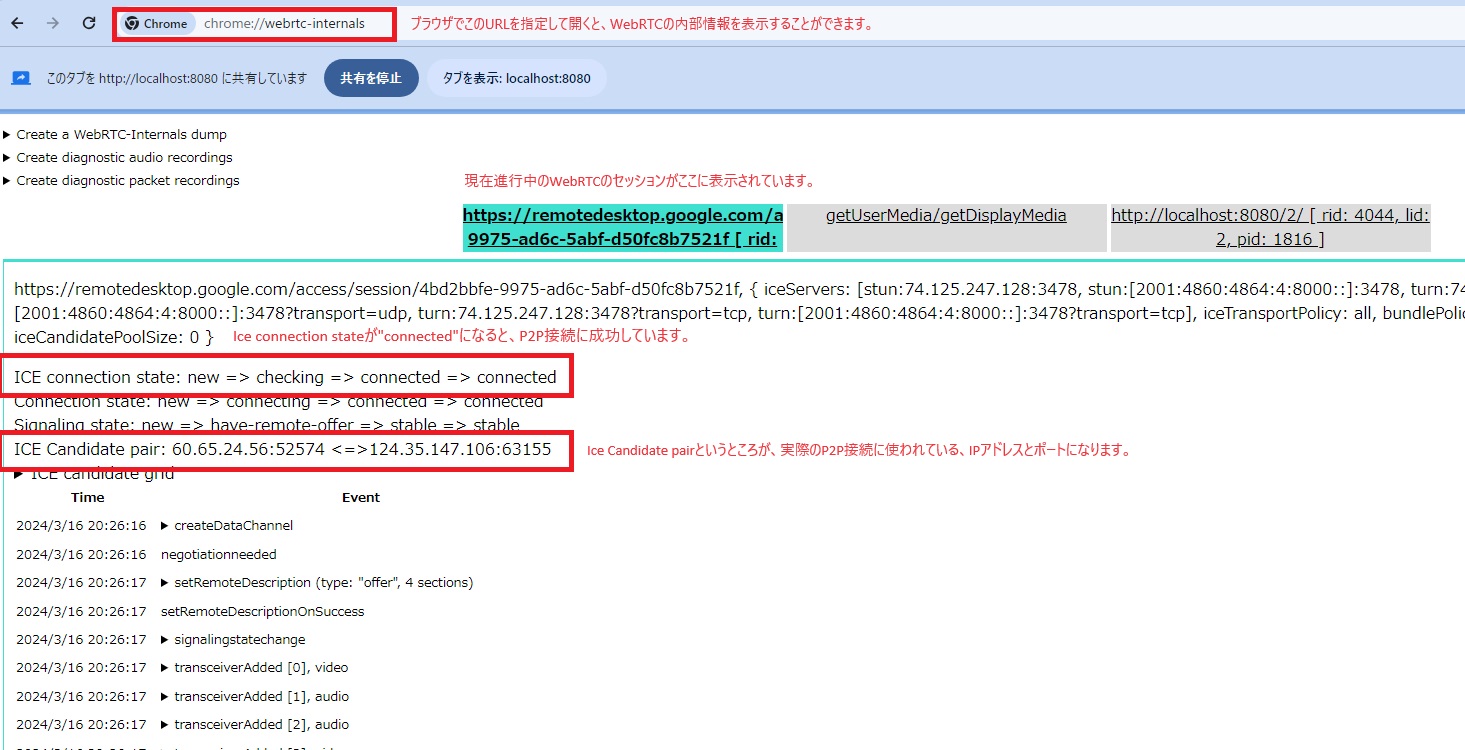 Chrome chrome://webrtc-internals ブラウザでこのURLを指定して開くと、WebRTCの内部情報を表示することができます。
このタブを http://localhost:8080 に共有しています 共有を停止 タブを表示: localhost:8080
Create a WebRTC-Internals dump
Create diagnostic audio recordings
Create diagnostic packet recordings
現在進行中のWebRTCのセッションがここに表示されています。
https://remotedesktop.google.com/a getUserMedia/getDisplayMedia http://localhost:8080/2/ [ rid: 4044, lid:
9975-ad6c-5abf-d50fc8b7521f [ rid: 2, pid: 1816 ]
https://remotedesktop.google.com/access/session/4bd2bbfe-9975-ad6c-5abf-d50fc8b7521f, { iceServers: [stun:74.125.247.128:3478, stun:[2001:4860:4864:4:8000::]:3478, turn:74
[2001:4860:4864:4:8000::]:3478?transport=udp, turn:74.125.247.128:3478?transport=tcp, turn:[2001:4860:4864:4:8000::]:3478?transport=tcp], iceTransportPolicy: all, bundlePolic
iceCandidatePoolSize: 0 } Ice connection stateが"connected"になると、P2P接続に成功しています。
ICE connection state: new => checking => connected => connected
Connection state: new => connecting => connected => connected
Signaling state: new => have-remote-offer => stable => stable
ICE Candidate pair: 60.65.24.56:52574 <=>124.35.147.106:63155 Ice Candidate pairというところが、実際のP2P接続に使われている、IPアドレスとポートになります。
ICE candidate grid
Time Event
2024/3/16 20:26:16 createDataChannel
2024/3/16 20:26:16 negotiationneeded
2024/3/16 20:26:17 setRemoteDescription (type: "offer", 4 sections)
2024/3/16 20:26:17 setRemoteDescriptionOnSuccess
2024/3/16 20:26:17 signalingstatechange
2024/3/16 20:26:17 transceiverAdded [0], video
2024/3/16 20:26:17 transceiverAdded [1], audio
2024/3/16 20:26:17 transceiverAdded [2], audio